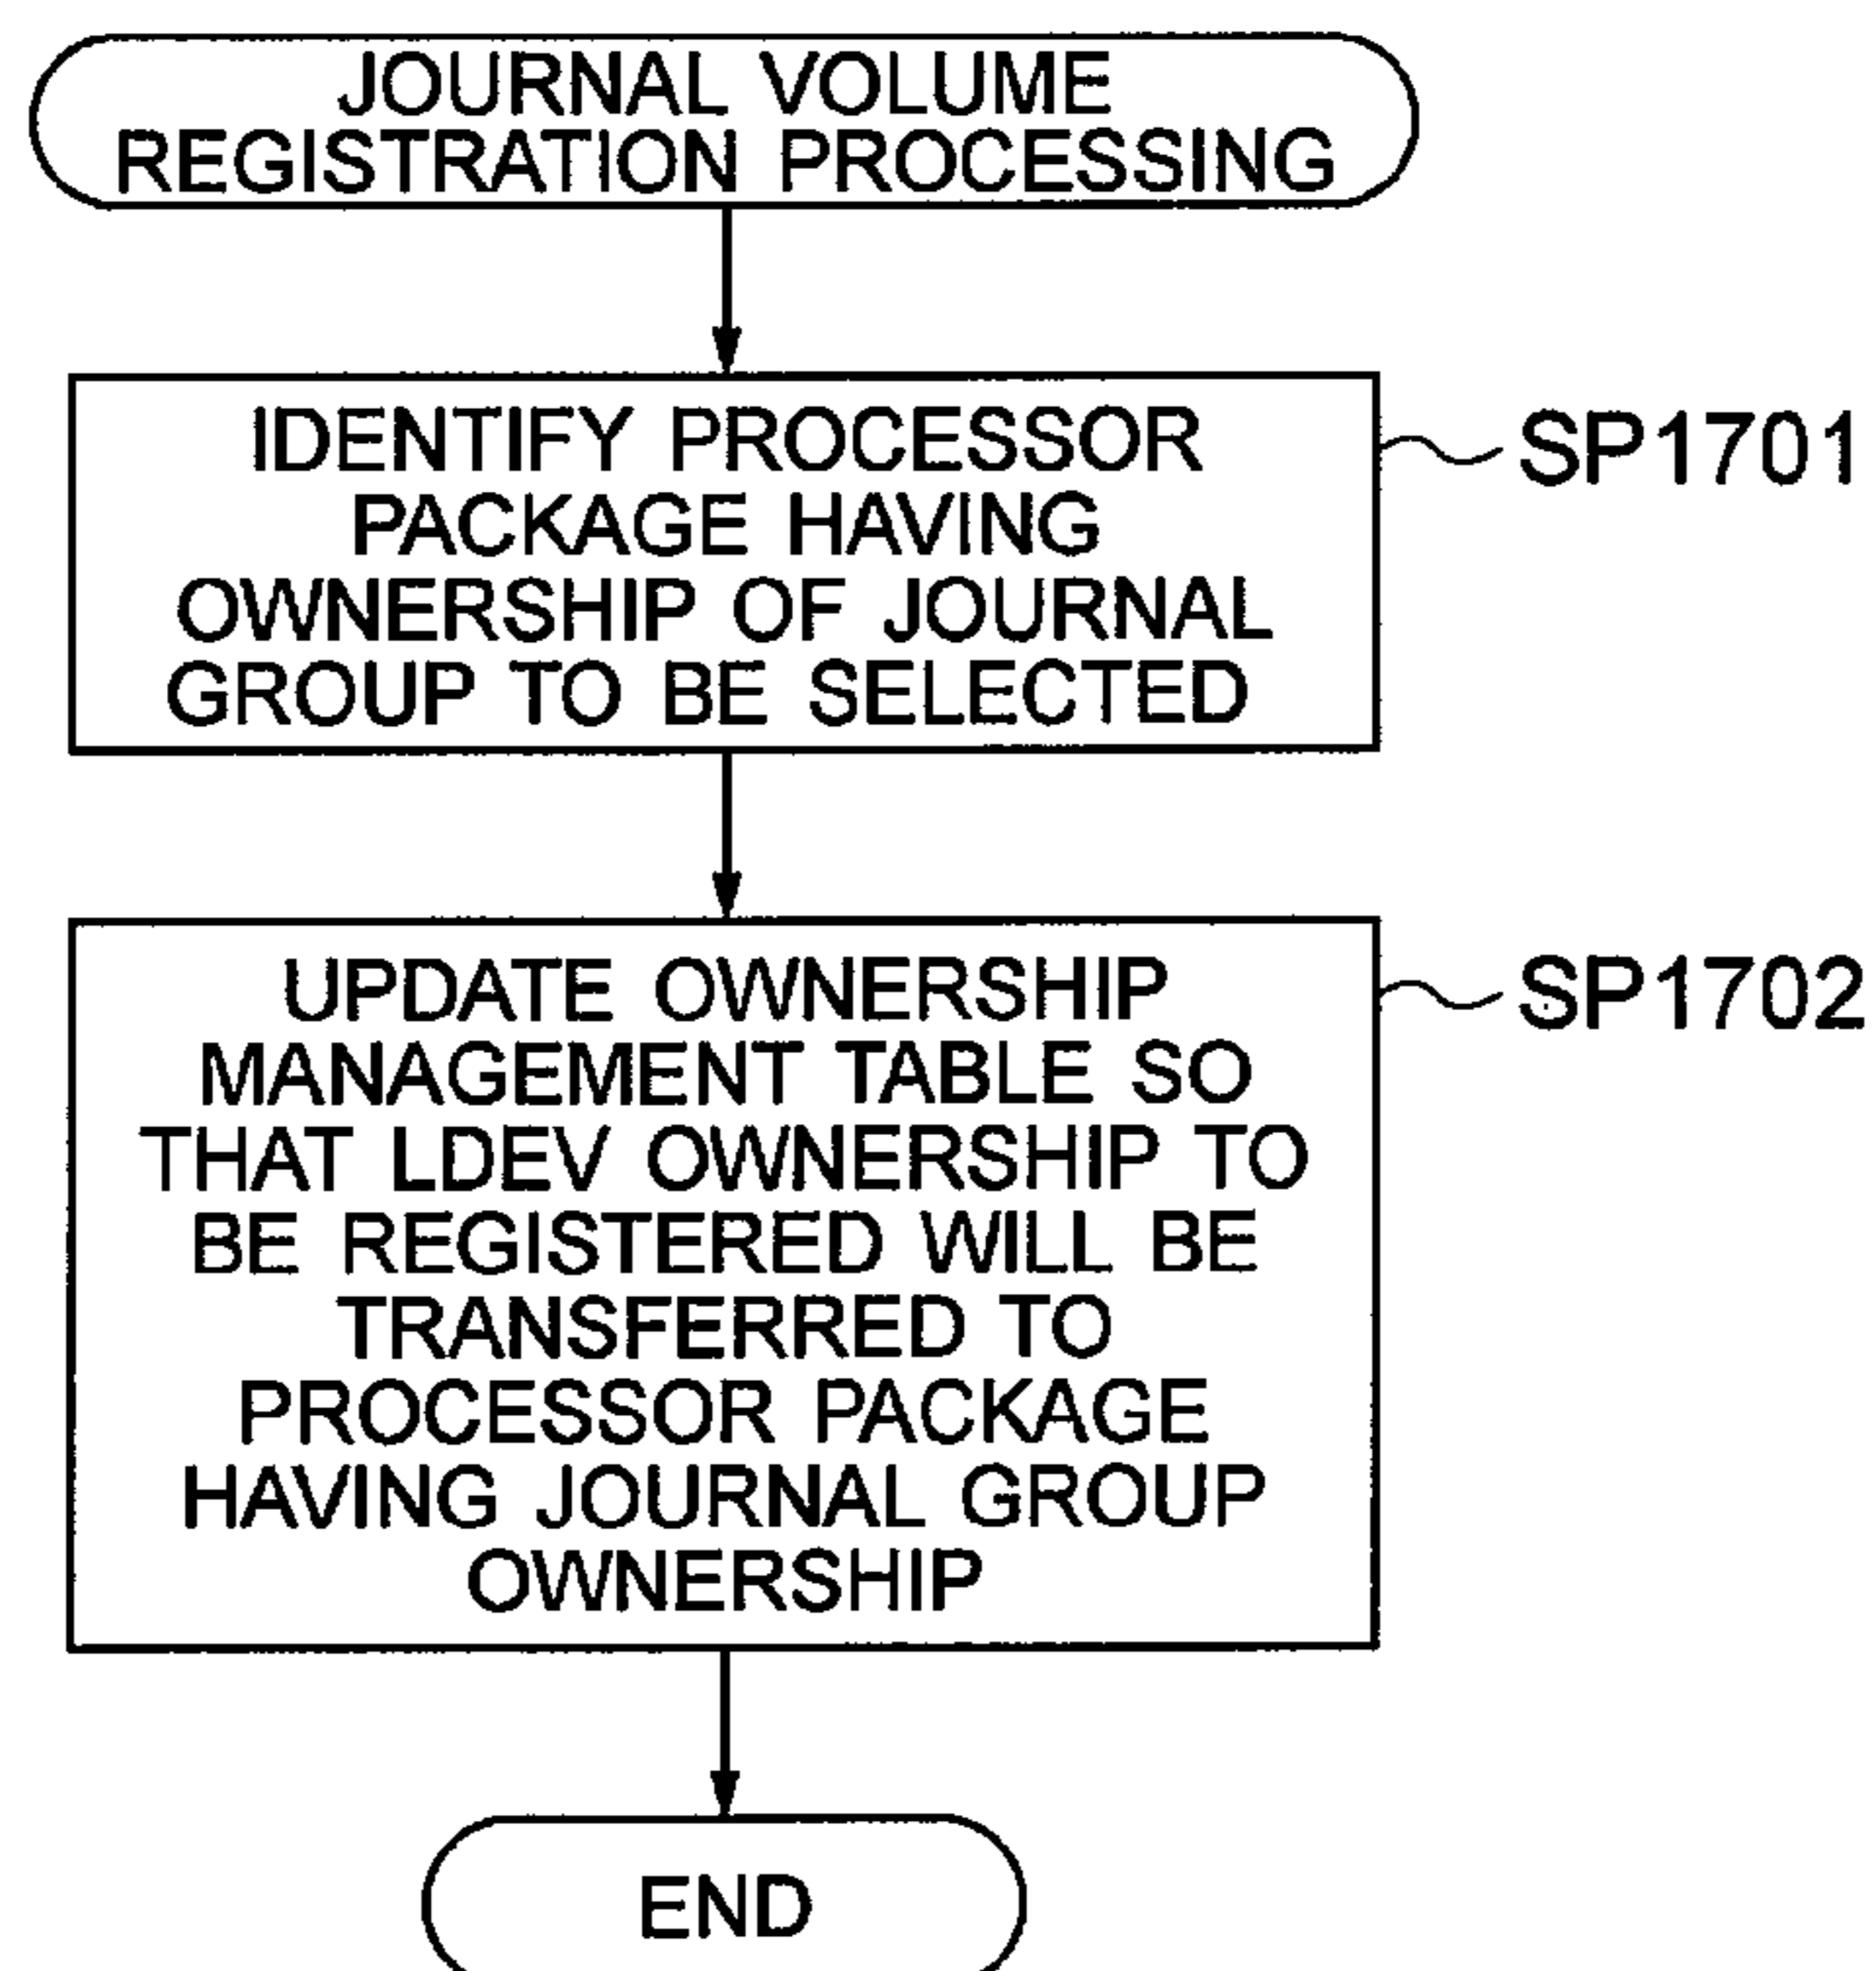 JOURNAL VOLUME
REGISTRATION PROCESSING
IDENTIFY PROCESSOR
PACKAGE HAVING
OWNERSHIP OF JOURNAL
GROUP TO BE SELECTED
SP1701
UPDATE OWNERSHIP
MANAGEMENT TABLE SO
THAT LDEV OWNERSHIP TO
BE REGISTERED WILL BE
TRANSFERRED TO
PROCESSOR PACKAGE
HAVING JOURNAL GROUP
OWNERSHIP
SP1702
END